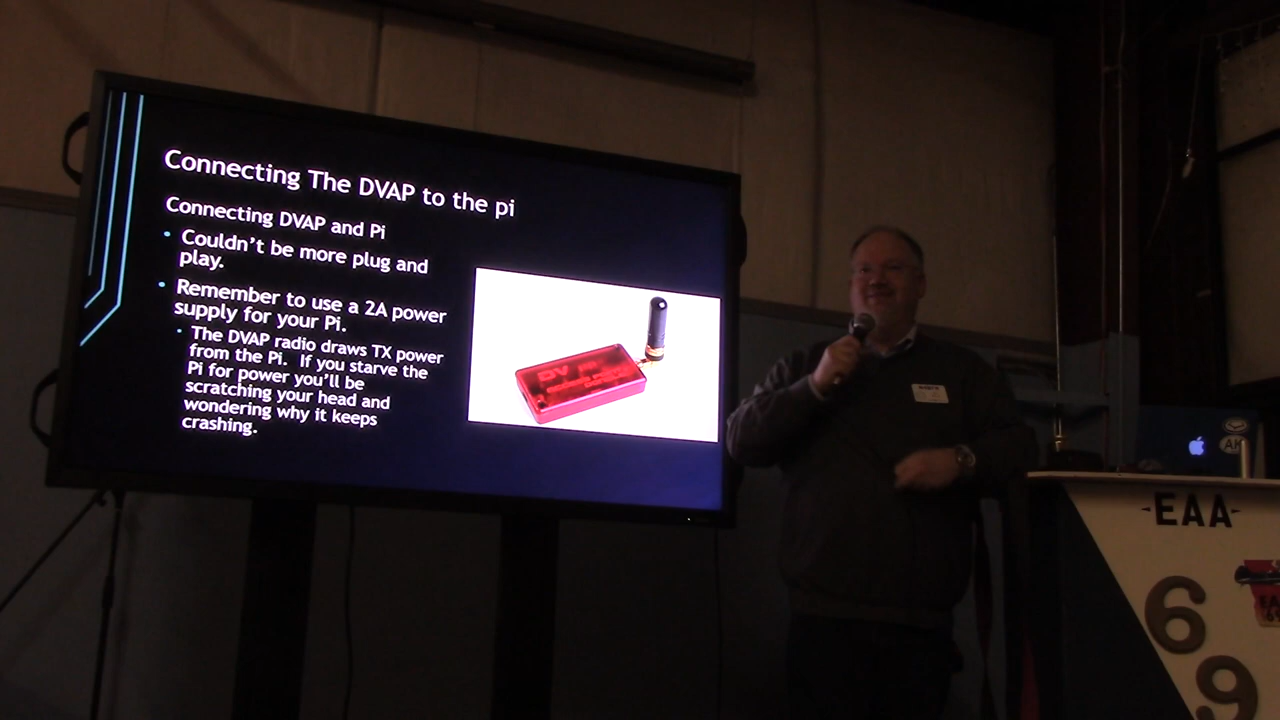 Connecting The DVAP to the pi
Connecting DVAP and Pi
• Couldn't be more plug and
play.
• Remember to use a 2A power
supply for your Pi.
• The DVAP radio draws TX power
from the Pi. If you starve the
Pi for power you'll be
scratching your head and
wondering why it keeps
crashing.
AK
-EAA-
6
9